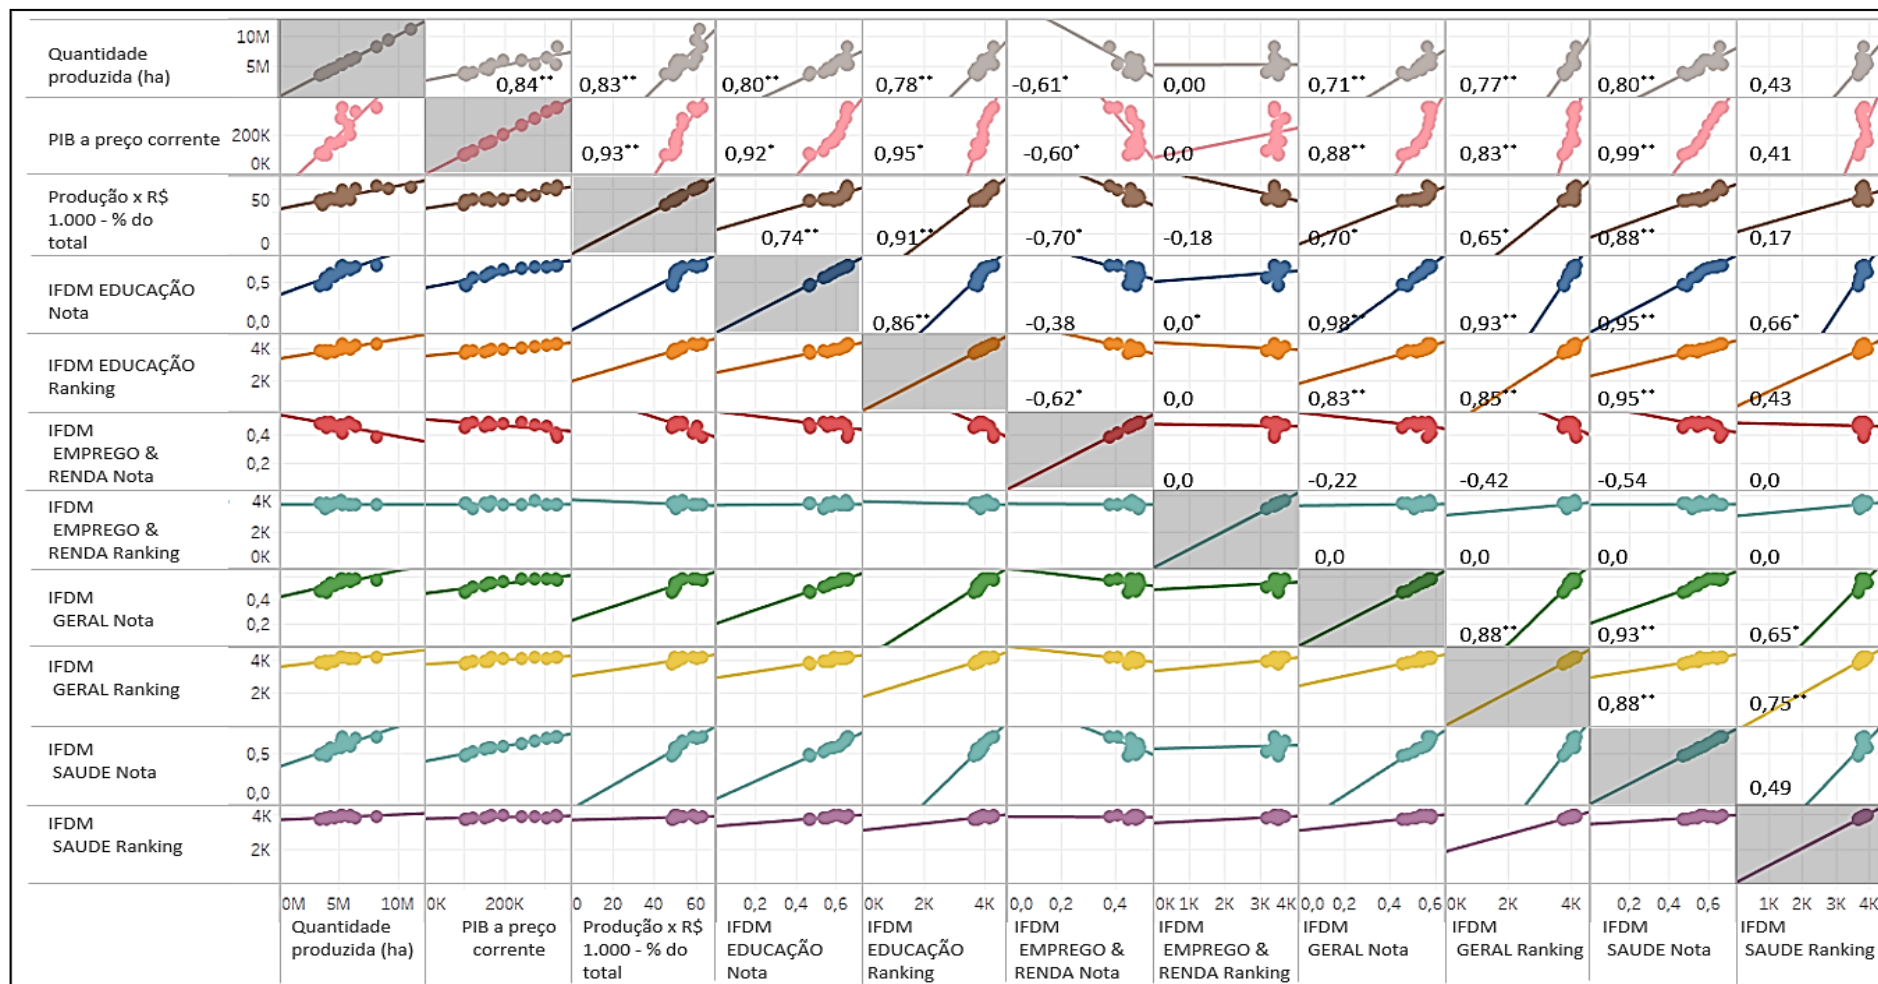 Quantidade
produzida (ha)
10M
5M
0,84** 0,83** 0,80** 0,78** -0,61* 0,00 0,71** 0,77** 0,80** 0,43
PIB a preço corrente
200K
0K
0,93** 0,92* 0,95* -0,60* 0,0 0,88** 0,83** 0,99** 0,41
Produção x R$
1.000 - % do
total
50
0
0,74** 0,91** -0,70* -0,18 0,70* 0,65* 0,88** 0,17
IFDM EDUCAÇÃO
Nota
0,5
0,0
0,86** -0,38 0,0* 0,98** 0,93** 0,95** 0,66*
IFDM EDUCAÇÃO
Ranking
4K
2K
-0,62* 0,0 0,83** 0,85** 0,95** 0,43
IFDM
EMPREGO &
RENDA Nota
0,4
0,2
0,0 -0,22 -0,42 -0,54 0,0
IFDM
EMPREGO &
RENDA Ranking
4K
2K
0K
0,0 0,0 0,0 0,0
IFDM
GERAL Nota
0,4
0,2
0,88** 0,93** 0,65*
IFDM
GERAL Ranking
4K
2K
0,88** 0,75**
IFDM
SAUDE Nota
0,5
0,0
0,49
IFDM
SAUDE Ranking
4K
2K
0M 5M 10M 0K 200K 0 20 40 60 0,2 0,4 0,6 0K 2K 4K 0,0 0,2 0,4 0K 1K 2K 3K 4K 0,0 0,2 0,4 0,6 0K 2K 4K 0,2 0,4 0,6 1K 2K 3K 4K
Quantidade
produzida (ha)
PIB a preço
corrente
Produção x R$
1.000 - % do
total
IFDM
EDUCAÇÃO
Nota
IFDM
EDUCAÇÃO
Ranking
IFDM
EMPREGO &
RENDA Nota
IFDM
EMPREGO &
RENDA Ranking
IFDM
GERAL Nota
IFDM
GERAL Ranking
IFDM
SAUDE Nota
IFDM
SAUDE Ranking